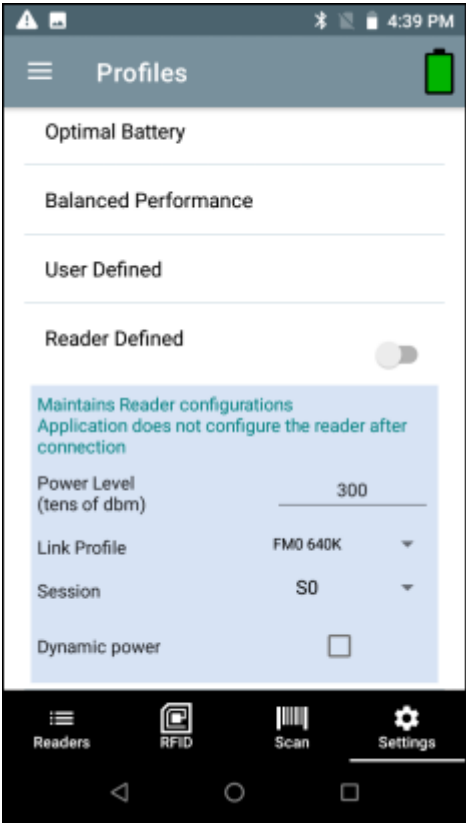 4:39 PM
Profiles
Optimal Battery
Balanced Performance
User Defined
Reader Defined
Maintains Reader configurations
Application does not configure the reader after
connection
Power Level
(tens of dbm)
300
Link Profile
FM0 640K
Session
S0
Dynamic power
Readers
RFID
Scan
Settings